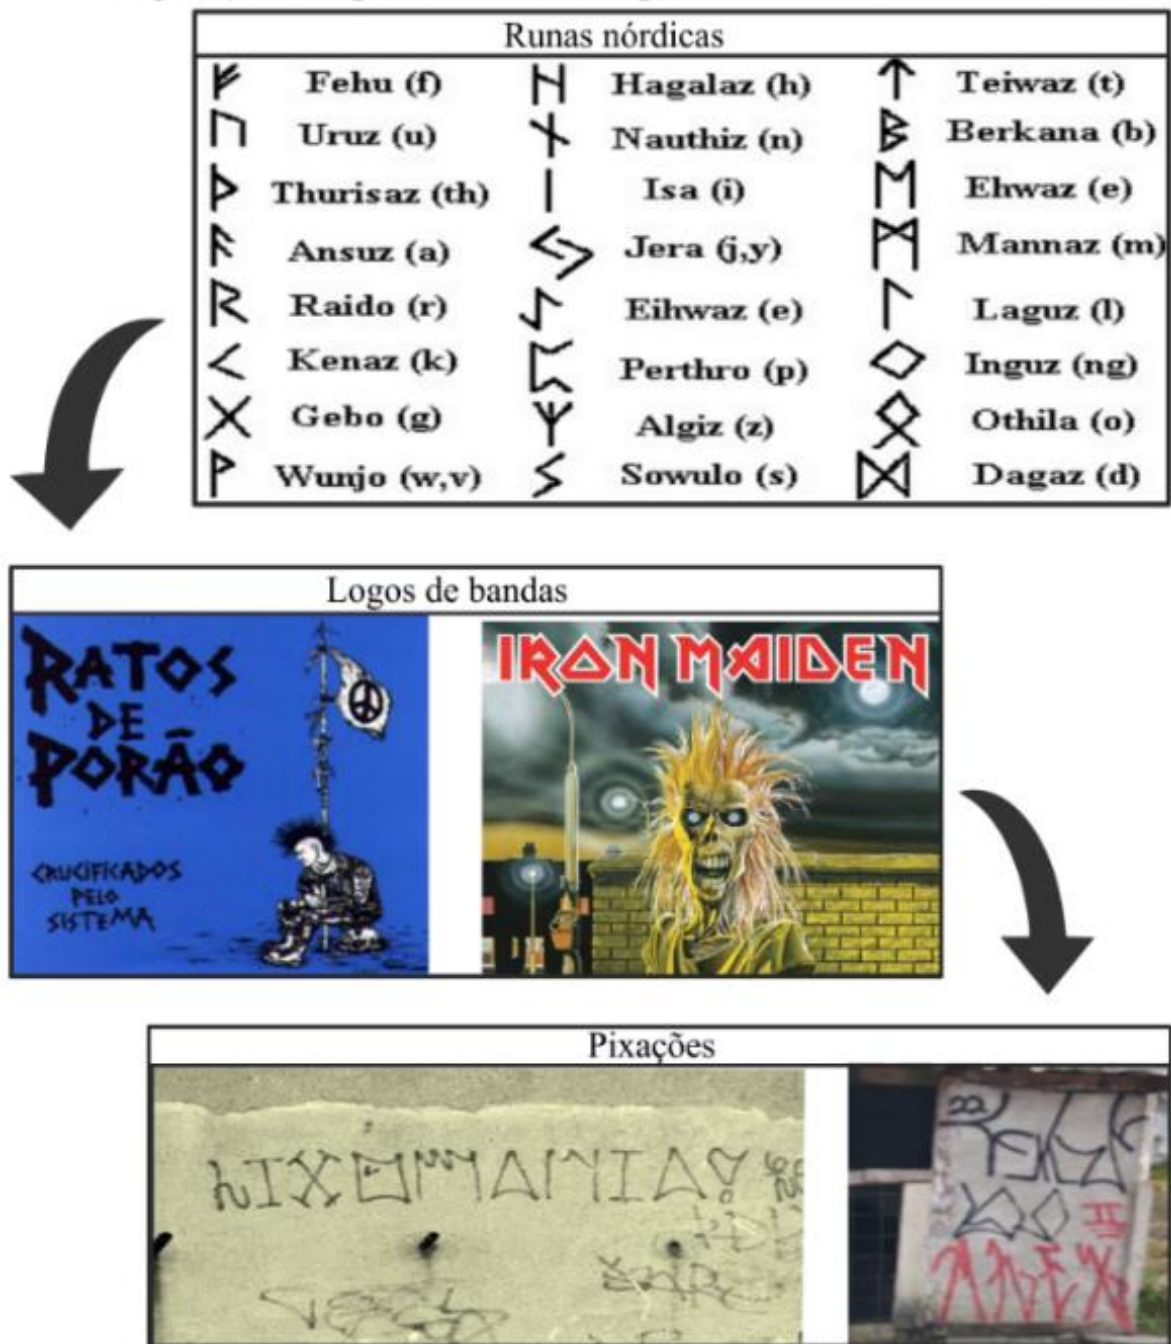 Runas nórdicas
Fehu (f) Hagalaz (h) Teiwaz (t)
Uruz (u) Nauthiz (n) Berkana (b)
Thurisaz (th) Isa (i) Ehwaz (e)
Ansuz (a) Jera (j,y) Mannaz (m)
Raido (r) Eihwaz (e) Laguz (l)
Kenaz (k) Perthro (p) Inguz (ng)
Gebo (g) Algiz (z) Othila (o)
Wunjo (w,v) Sowulo (s) Dagaz (d)
Logos de bandas
RATOS
DE
PORÃO
CRUCIFICADOS
PELO
SISTEMA
IRON MAIDEN
Pixações
LIXOMANIA?